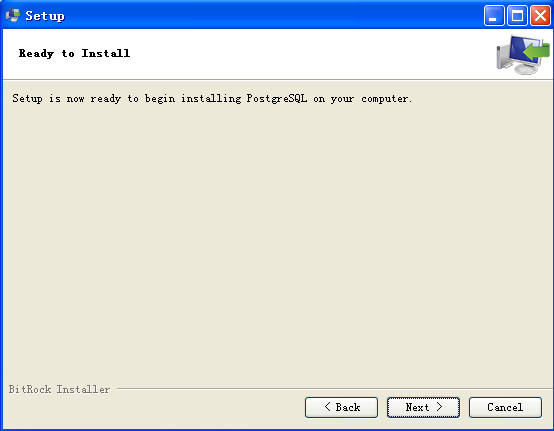 Setup
Ready to Install
Setup is now ready to begin installing PostgreSQL on your computer.
BitRock Installer
< Back
Next >
Cancel